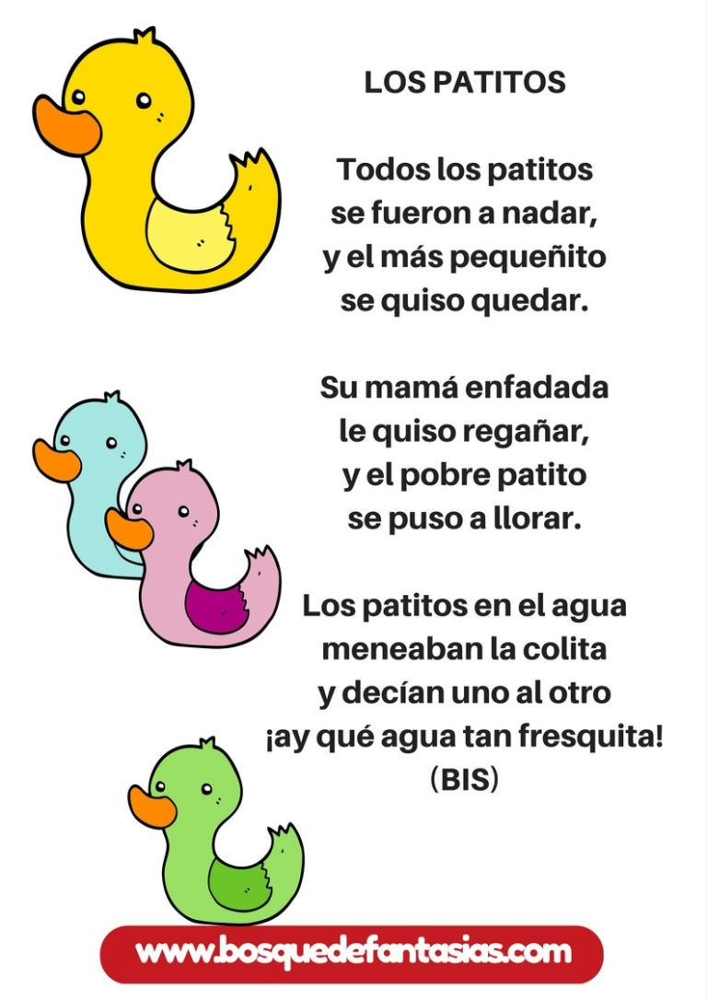 LOS PATITOS
Todos los patitos
se fueron a nadar,
y el más pequeñito
se quiso quedar.
Su mamá enfadada
le quiso regañar,
y el pobre patito
se puso a llorar.
Los patitos en el agua
meneaban la colita
y decían uno al otro
¡ay qué agua tan fresquita!
(BIS)
www.bosquedefantasias.com